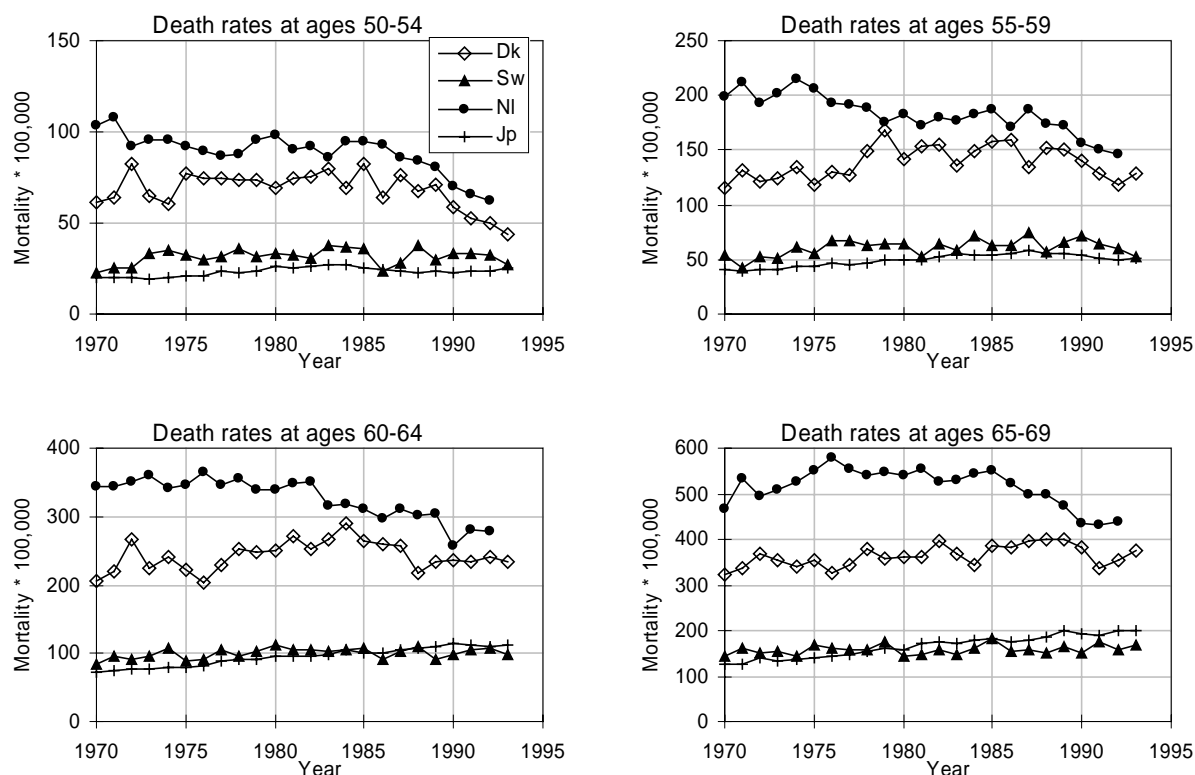 Death rates at ages 50-54
Mortality * 100,000
150
100
50
0
1970 1975 1980 1985 1990 1995
Year
Dk
Sw
Nl
Jp
Death rates at ages 55-59
Mortality * 100,000
250
200
150
100
50
0
1970 1975 1980 1985 1990 1995
Year
Death rates at ages 60-64
Mortality * 100,000
400
300
200
100
0
1970 1975 1980 1985 1990 1995
Year
Death rates at ages 65-69
Mortality * 100,000
600
500
400
300
200
100
0
1970 1975 1980 1985 1990 1995
Year